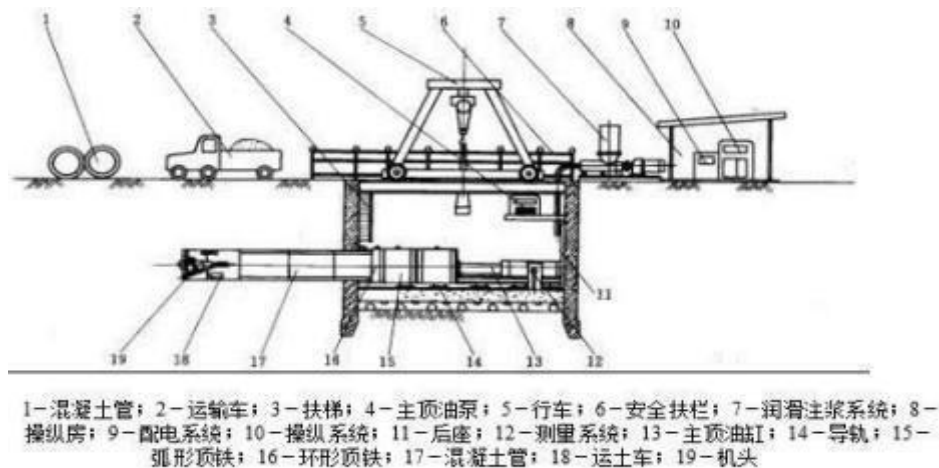 1 2 3 4 5 6 7 8 9 10
11
19 18 17 16 15 14 13 12
1-混凝土管；2-运输车；3-扶梯；4-主顶油泵；5-行车；6-安全扶栏；7-润滑注浆系统；8-
操纵房；9-配电系统；10-操纵系统；11-后座；12-测量系统；13-主顶油缸；14-导轨；15-
弧形顶铁；16-环形顶铁；17-混凝土管；18-运土车；19-机头